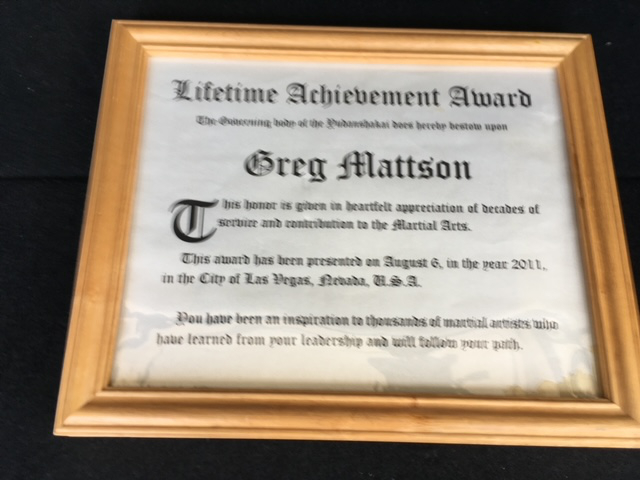 Lifetime Achievement Award
The Governing body of the Yudanshakai does hereby bestow upon
Greg Mattson
This honor is given in heartfelt appreciation of decades of
service and contribution to the Martial Arts.
This award has been presented on August 6, in the year 2011,
in the City of Las Vegas, Nevada, U.S.A.
You have been an inspiration to thousands of martial artists who
have learned from your leadership and will follow your path.